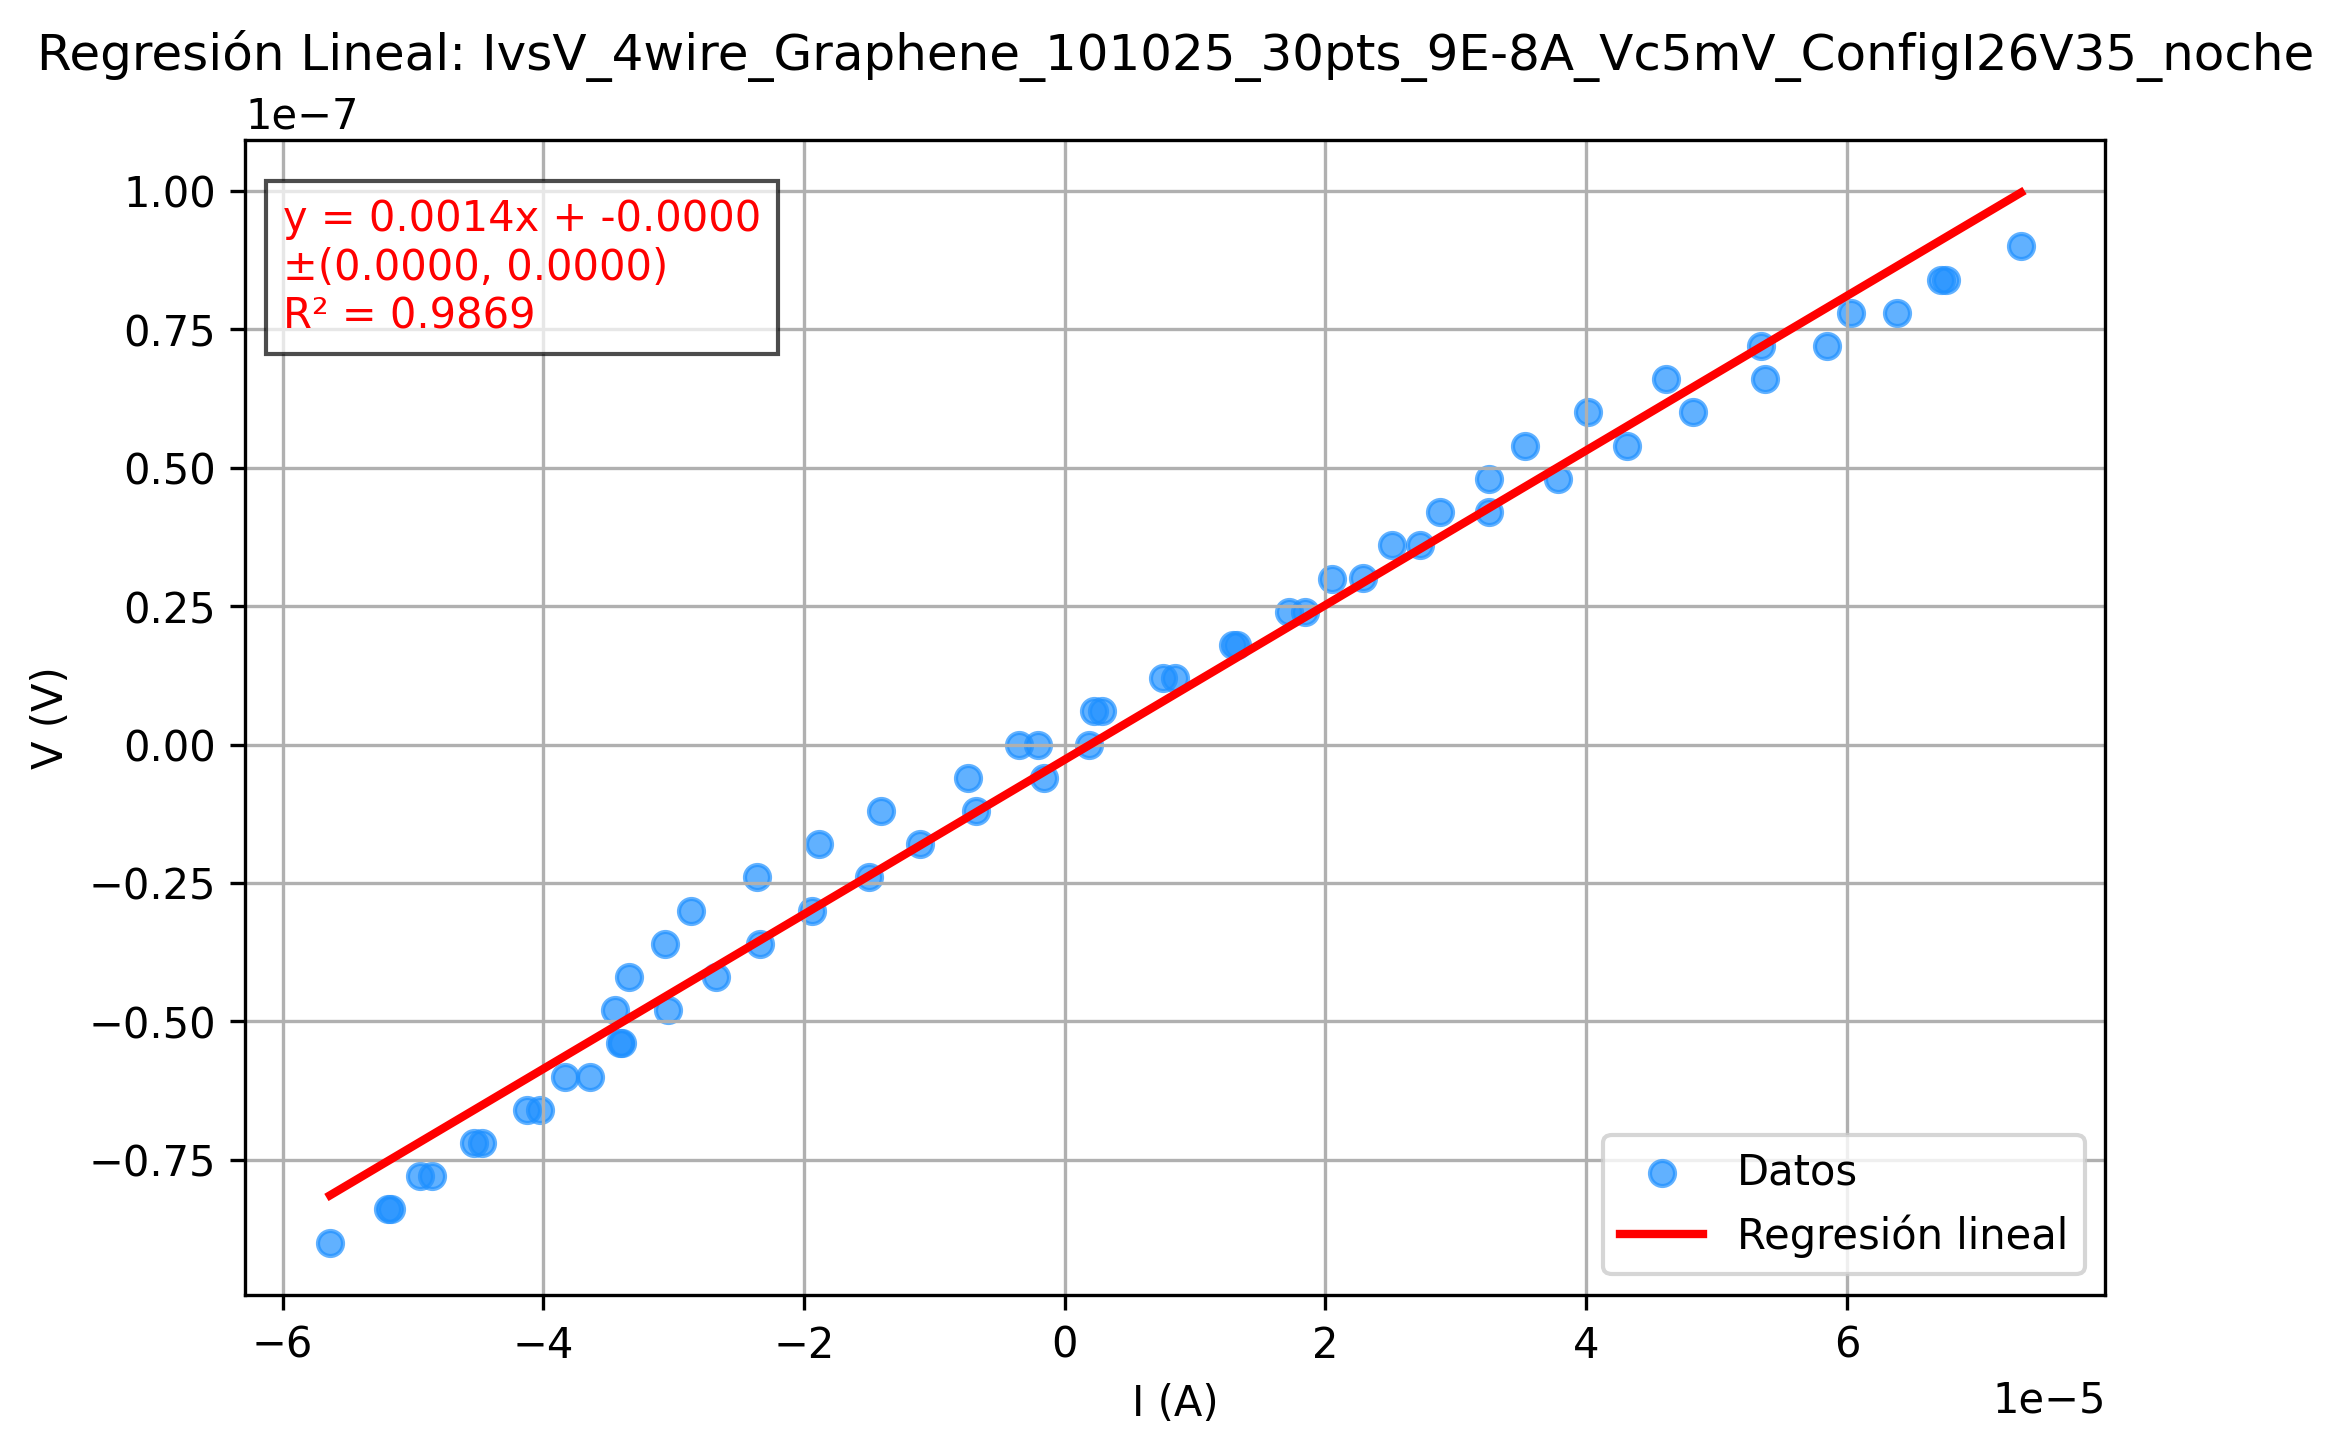 Regresión Lineal: IvsV_4wire_Graphene_101025_30pts_9E-8A_Vc5mV_ConfigI26V35_noche
1e−7
y = 0.0014x + -0.0000
±(0.0000, 0.0000)
R² = 0.9869
1.00
0.75
0.50
0.25
0.00
−0.25
−0.50
−0.75
V (V)
Datos
Regresión lineal
−6 −4 −2 0 2 4 6
I (A)
1e−5